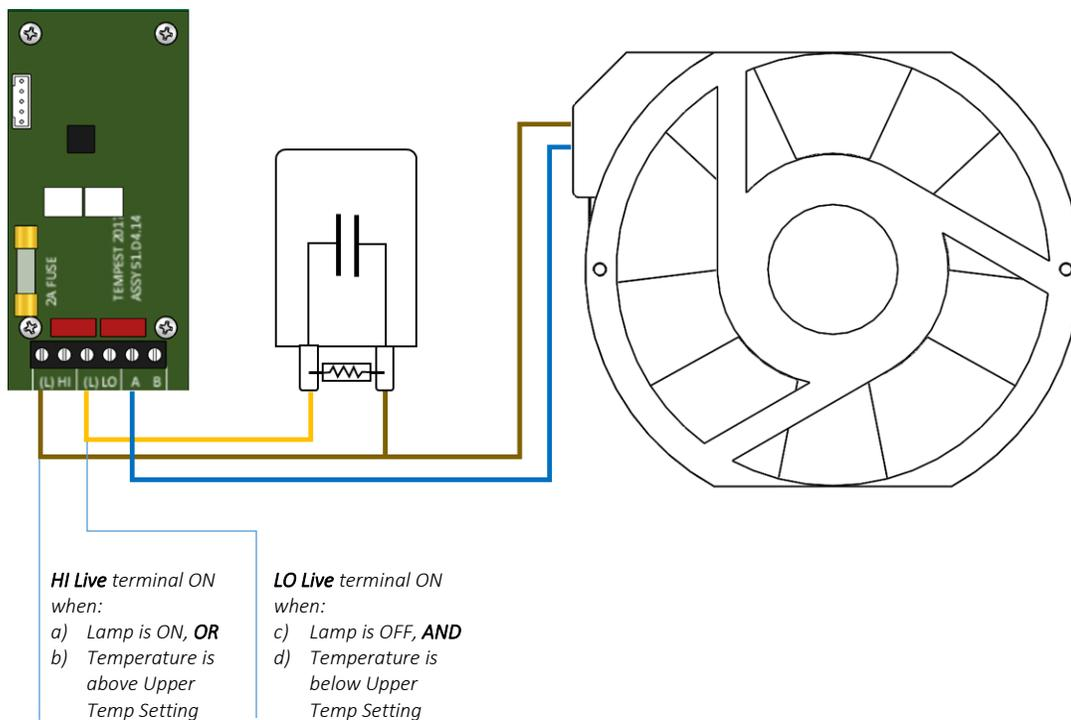 2A FUSE
TEMPEST 201
ASSY 51.D4.14
(L) HI (L) LO A B
HI Live terminal ON
when:
a) Lamp is ON, OR
b) Temperature is
above Upper
Temp Setting
LO Live terminal ON
when:
c) Lamp is OFF, AND
d) Temperature is
below Upper
Temp Setting